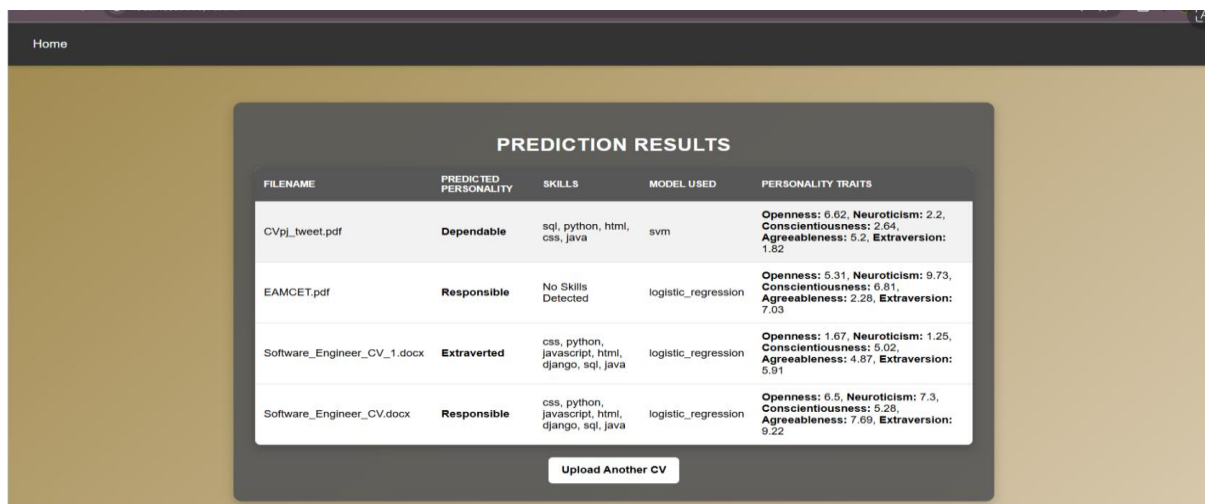 Home
PREDICTION RESULTS
FILENAME PREDICTED PERSONALITY SKILLS MODEL USED PERSONALITY TRAITS
CVpj_tweet.pdf Dependable sql, python, html, css, java svm Openness: 6.62, Neuroticism: 2.2, Conscientiousness: 2.64, Agreeableness: 5.2, Extraversion: 1.82
EAMCET.pdf Responsible No Skills Detected logistic_regression Openness: 5.31, Neuroticism: 9.73, Conscientiousness: 6.81, Agreeableness: 2.28, Extraversion: 7.03
Software_Engineer_CV_1.docx Extraverted css, python, javascript, html, django, sql, java logistic_regression Openness: 1.67, Neuroticism: 1.25, Conscientiousness: 5.02, Agreeableness: 4.87, Extraversion: 5.91
Software_Engineer_CV.docx Responsible css, python, javascript, html, django, sql, java logistic_regression Openness: 6.5, Neuroticism: 7.3, Conscientiousness: 5.28, Agreeableness: 7.69, Extraversion: 9.22
Upload Another CV